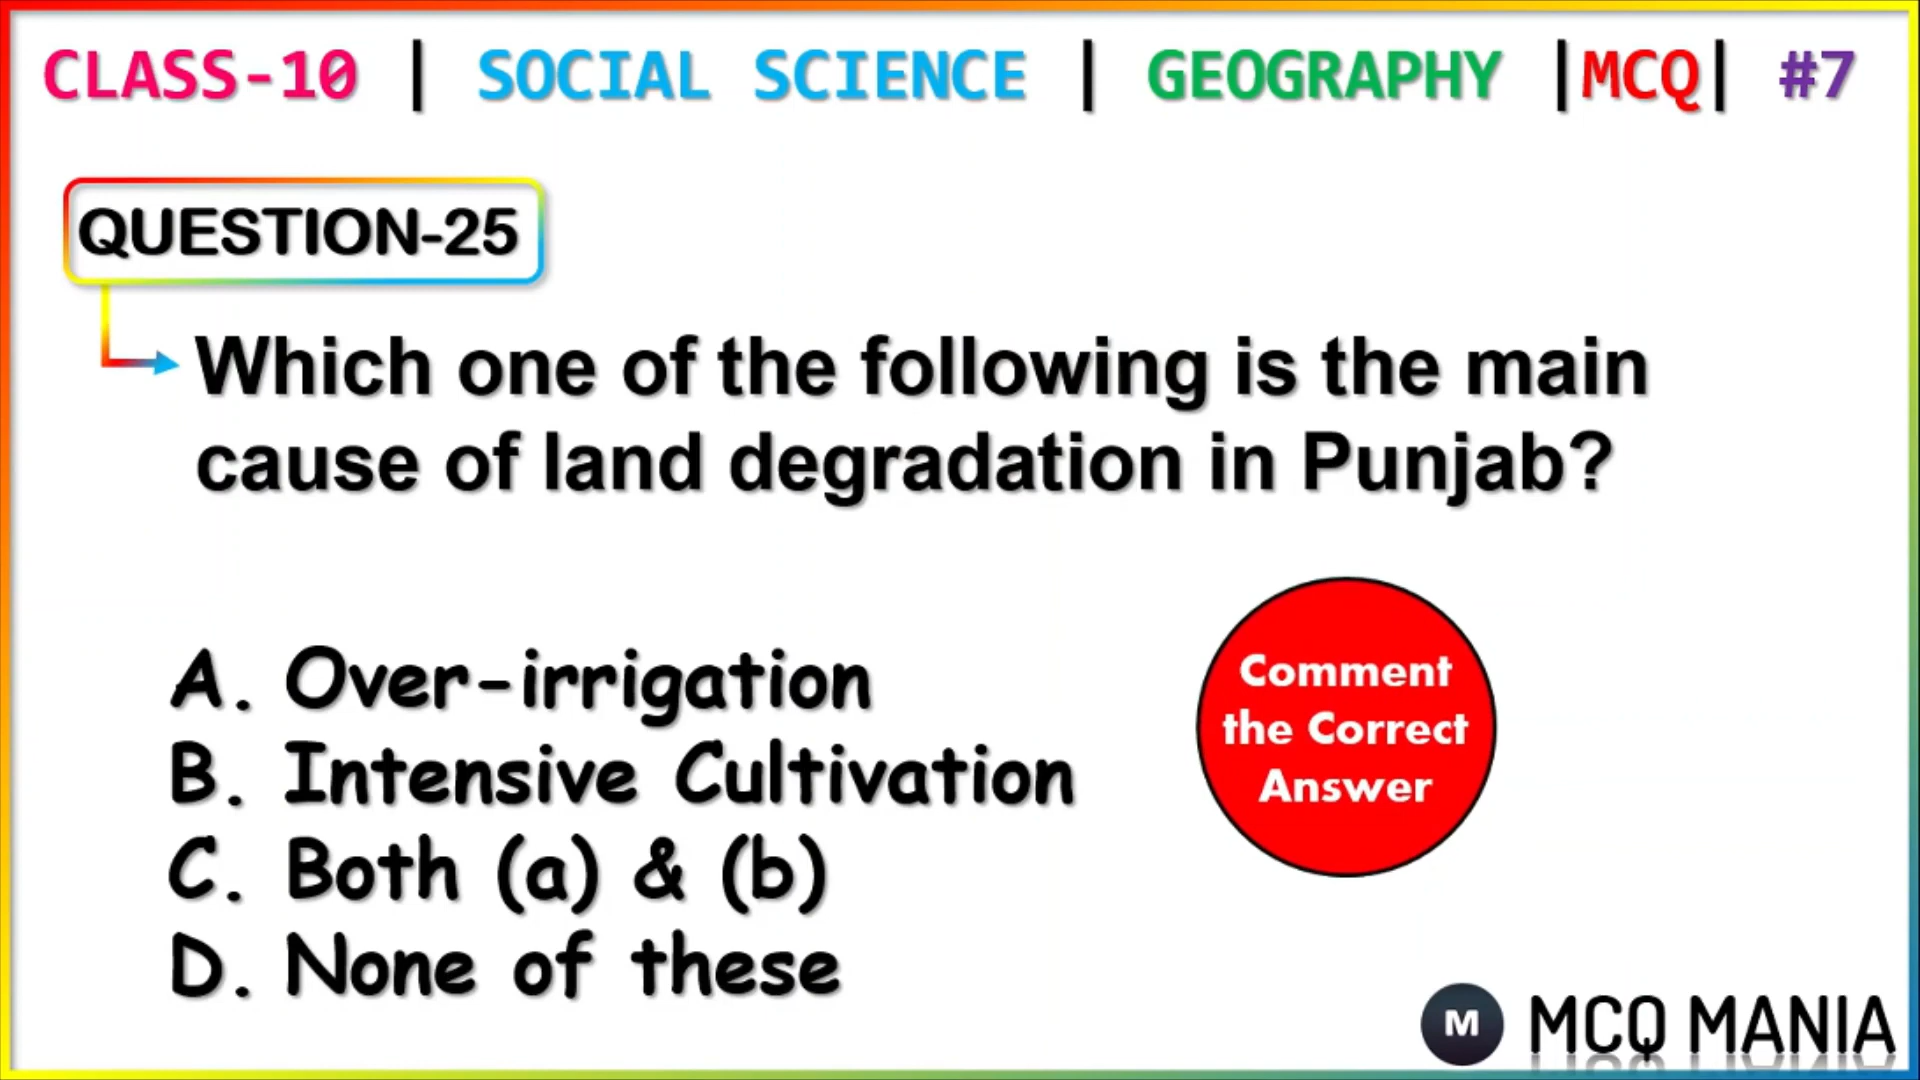 CLASS-10 | SOCIAL SCIENCE | GEOGRAPHY |MCQ| #7
QUESTION-25
Which one of the following is the main
cause of land degradation in Punjab?
A. Over-irrigation
B. Intensive Cultivation
C. Both (a) & (b)
D. None of these
Comment
the Correct
Answer
M MCQ MANIA